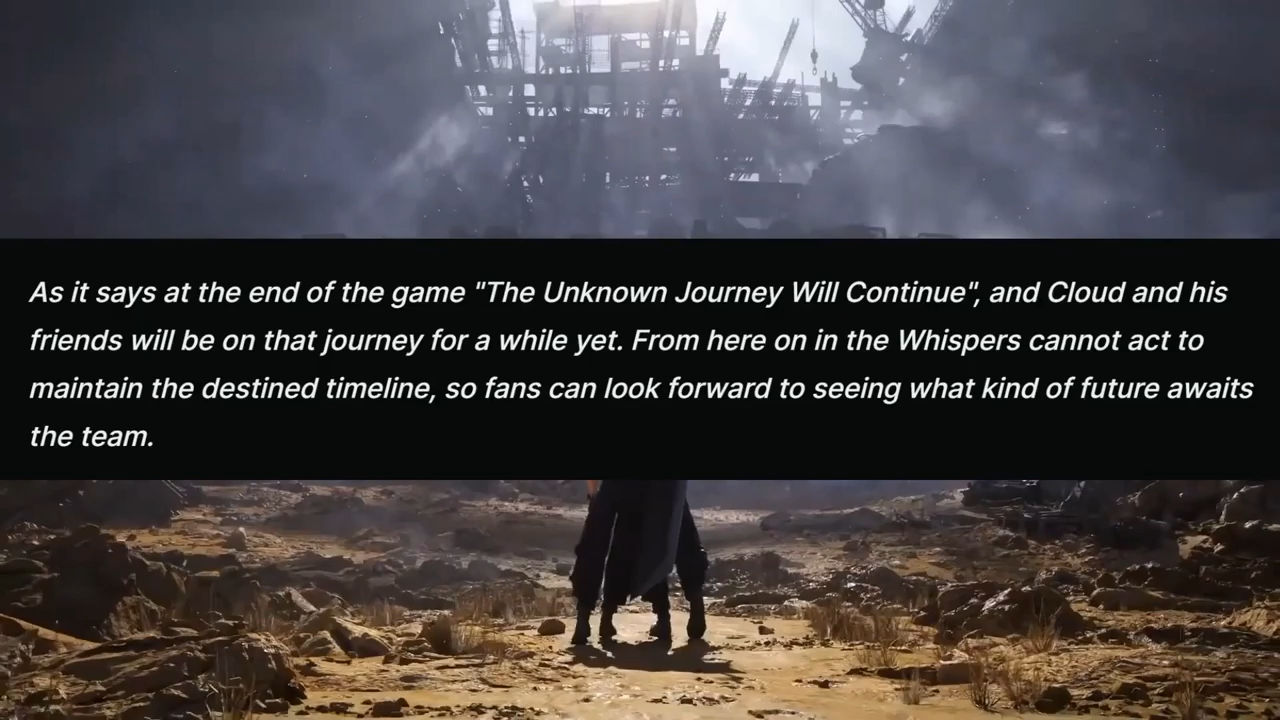 As it says at the end of the game "The Unknown Journey Will Continue", and Cloud and his
friends will be on that journey for a while yet. From here on in the Whispers cannot act to
maintain the destined timeline, so fans can look forward to seeing what kind of future awaits
the team.